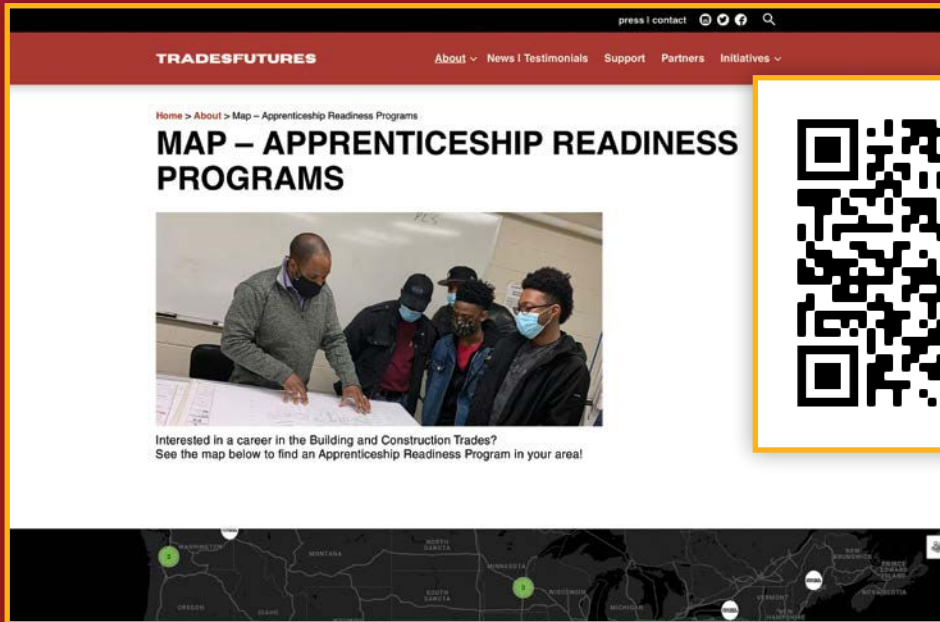 press | contact
TRADESFUTURES
About News | Testimonials Support Partners Initiatives
Home > About > Map – Apprenticeship Readiness Programs
MAP – APPRENTICESHIP READINESS
PROGRAMS
Interested in a career in the Building and Construction Trades?
See the map below to find an Apprenticeship Readiness Program in your area!
WASHINGTON
MONTANA
NORTH
DAKOTA
MINNESOTA
NEW
BRUNSWICK
PRINCE
EDWARD
ISLAND
OREGON
IDAHO
SOUTH
DAKOTA
WISCONSIN
MICHIGAN
VERMONT
NOVA SCOTIA
NEW
HAMPSHIRE